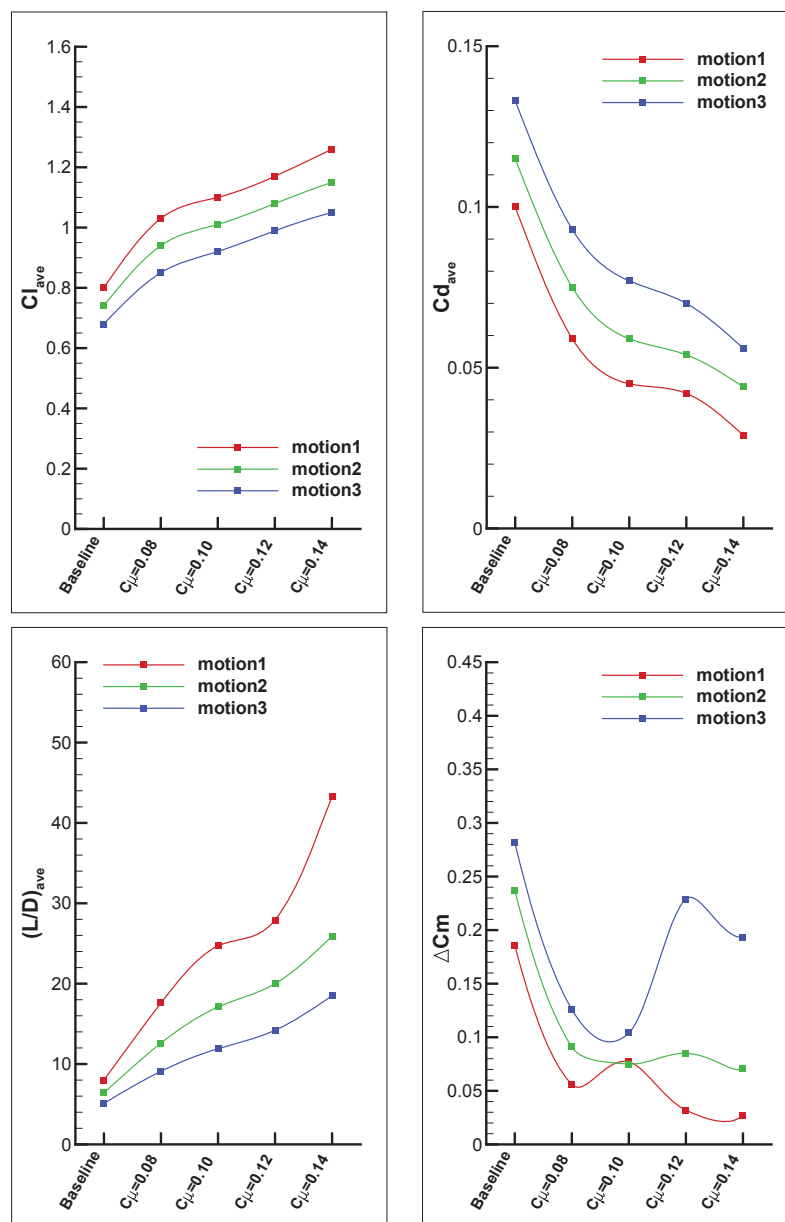 1.6
1.4
1.2
1
0.8
0.6
0.4
0.2
0
Cl_ave
motion1
motion2
motion3
Baseline
Cμ=0.08
Cμ=0.10
Cμ=0.12
Cμ=0.14
0.15
0.1
0.05
0
Cd_ave
motion1
motion2
motion3
Baseline
Cμ=0.08
Cμ=0.10
Cμ=0.12
Cμ=0.14
60
50
40
30
20
10
0
(L/D)_ave
motion1
motion2
motion3
Baseline
Cμ=0.08
Cμ=0.10
Cμ=0.12
Cμ=0.14
0.45
0.4
0.35
0.3
0.25
0.2
0.15
0.1
0.05
0
△Cm
motion1
motion2
motion3
Baseline
Cμ=0.08
Cμ=0.10
Cμ=0.12
Cμ=0.14